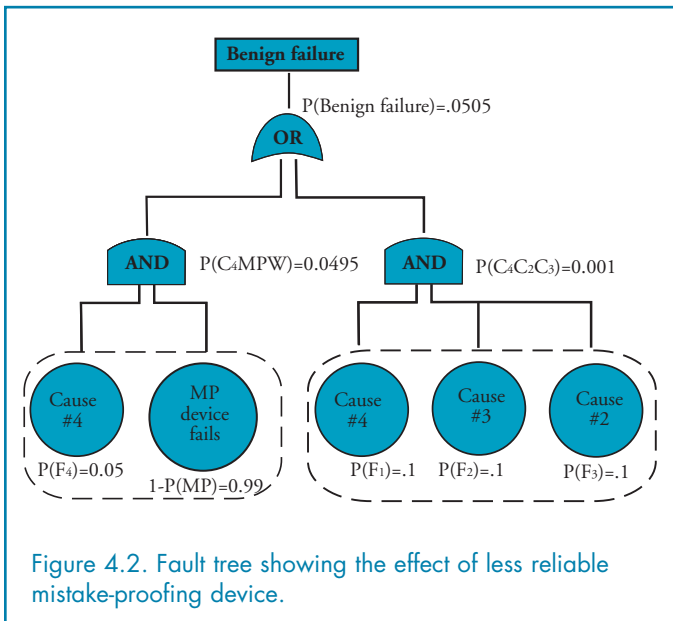 Benign failure
P(Benign failure)=.0505
OR
AND
P(C₄MPW)=0.0495
AND
P(C₄C₂C₃)=0.001
Cause
#4
MP
device
fails
Cause
#4
Cause
#3
Cause
#2
P(F₄)=0.05
1-P(MP)=0.99
P(F₁)=.1
P(F₂)=.1
P(F₃)=.1
Figure 4.2. Fault tree showing the effect of less reliable
mistake-proofing device.